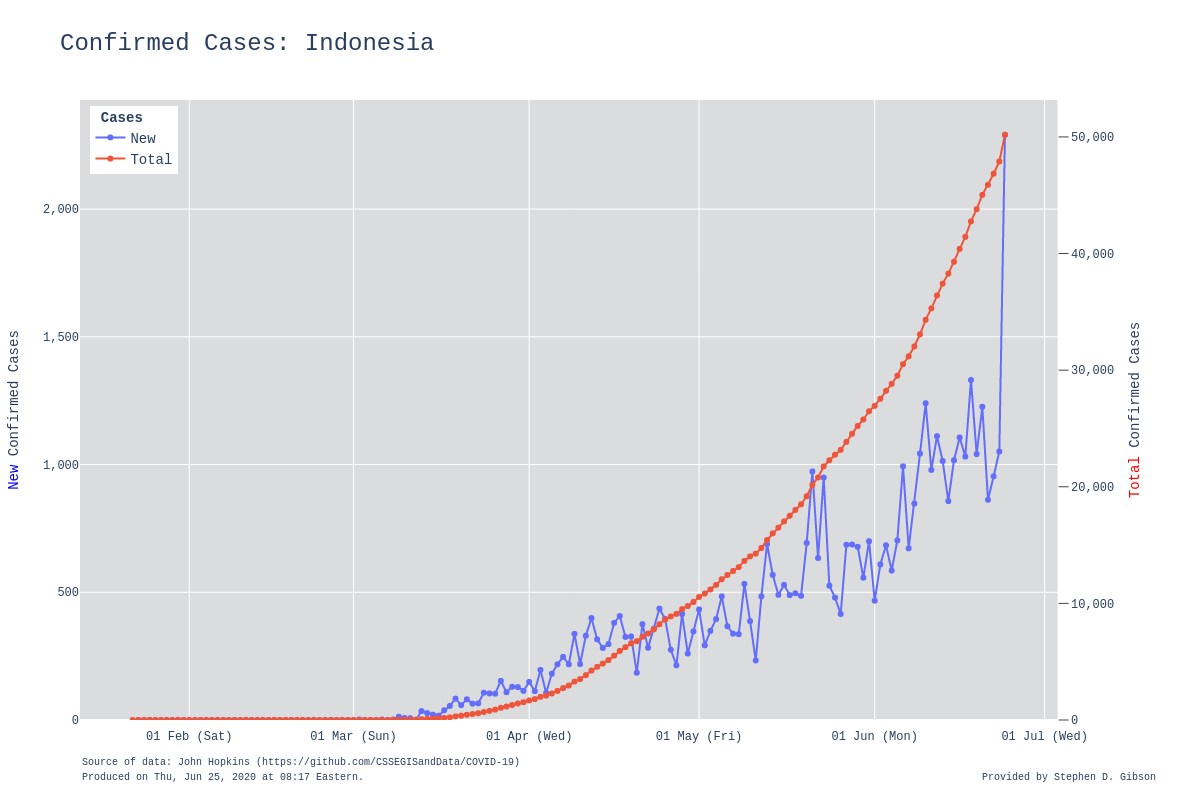 Confirmed Cases: Indonesia
Cases
New
Total
2,000
1,500
1,000
500
0
New Confirmed Cases
50,000
40,000
30,000
20,000
10,000
0
Total Confirmed Cases
01 Feb (Sat)
01 Mar (Sun)
01 Apr (Wed)
01 May (Fri)
01 Jun (Mon)
01 Jul (Wed)
Source of data: John Hopkins (https://github.com/CSSEGISandData/COVID-19)
Produced on Thu, Jun 25, 2020 at 08:17 Eastern.
Provided by Stephen D. Gibson